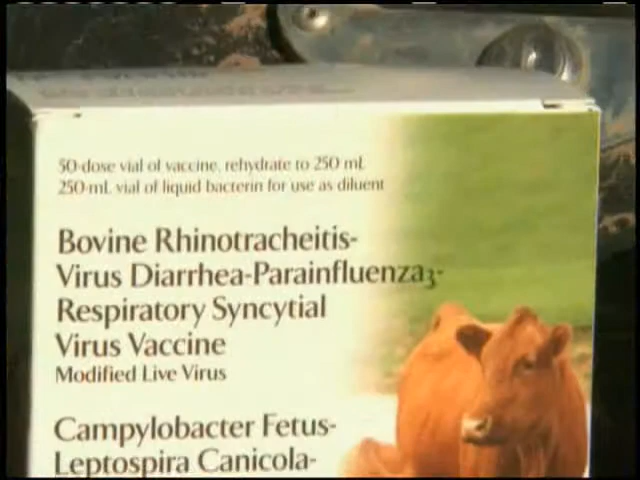 50-dose vial of vaccine, rehydrate to 250 mL
250-mL vial of liquid bacterin for use as diluent
Bovine Rhinotracheitis-
Virus Diarrhea-Parainfluenza3-
Respiratory Syncytial
Virus Vaccine
Modified Live Virus
Campylobacter Fetus-
Leptospira Canicola-